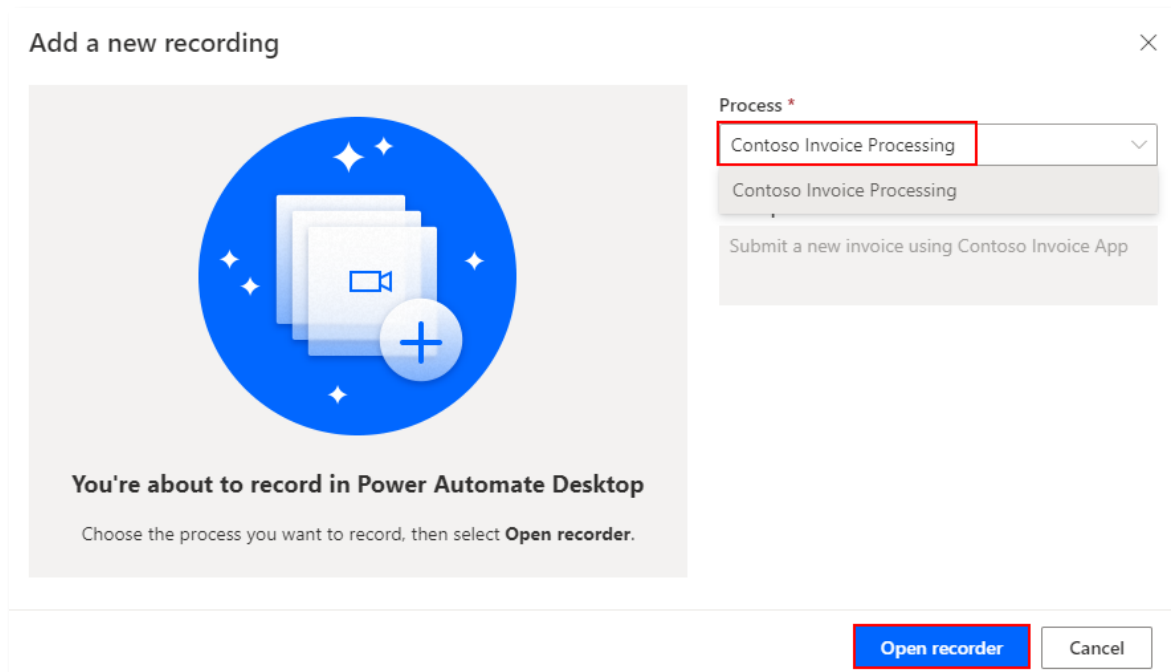 Add a new recording
Process *
Contoso Invoice Processing
Contoso Invoice Processing
Submit a new invoice using Contoso Invoice App
You're about to record in Power Automate Desktop
Choose the process you want to record, then select Open recorder.
Open recorder
Cancel